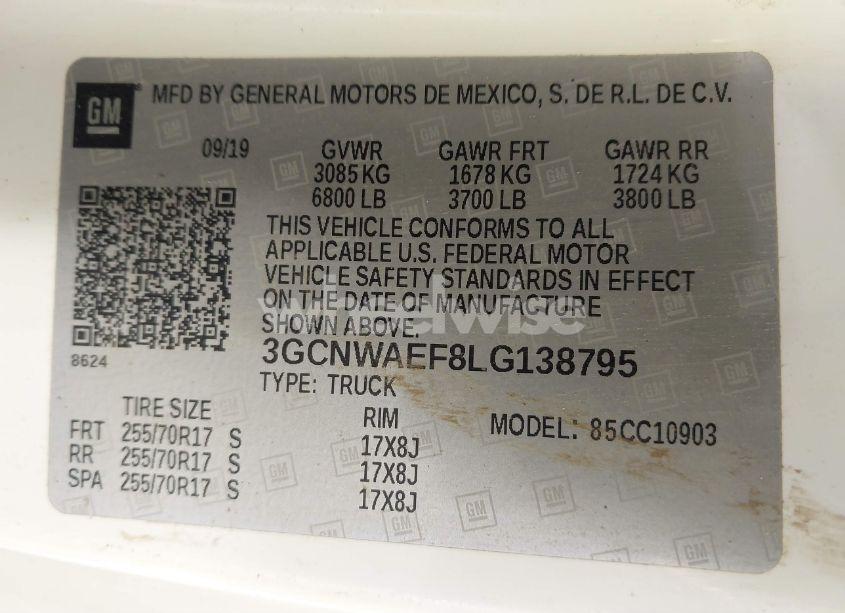 GM MFD BY GENERAL MOTORS DE MEXICO, S. DE R.L. DE C.V.
09/19 GVWR GAWR FRT GAWR RR
3085 KG 1678 KG 1724 KG
6800 LB 3700 LB 3800 LB
THIS VEHICLE CONFORMS TO ALL
APPLICABLE U.S. FEDERAL MOTOR
VEHICLE SAFETY STANDARDS IN EFFECT
ON THE DATE OF MANUFACTURE
SHOWN ABOVE.
8624
3GCNWAEF8LG138795
TYPE: TRUCK
TIRE SIZE RIM MODEL: 85CC10903
FRT 255/70R17 S 17X8J
RR 255/70R17 S 17X8J
SPA 255/70R17 S 17X8J